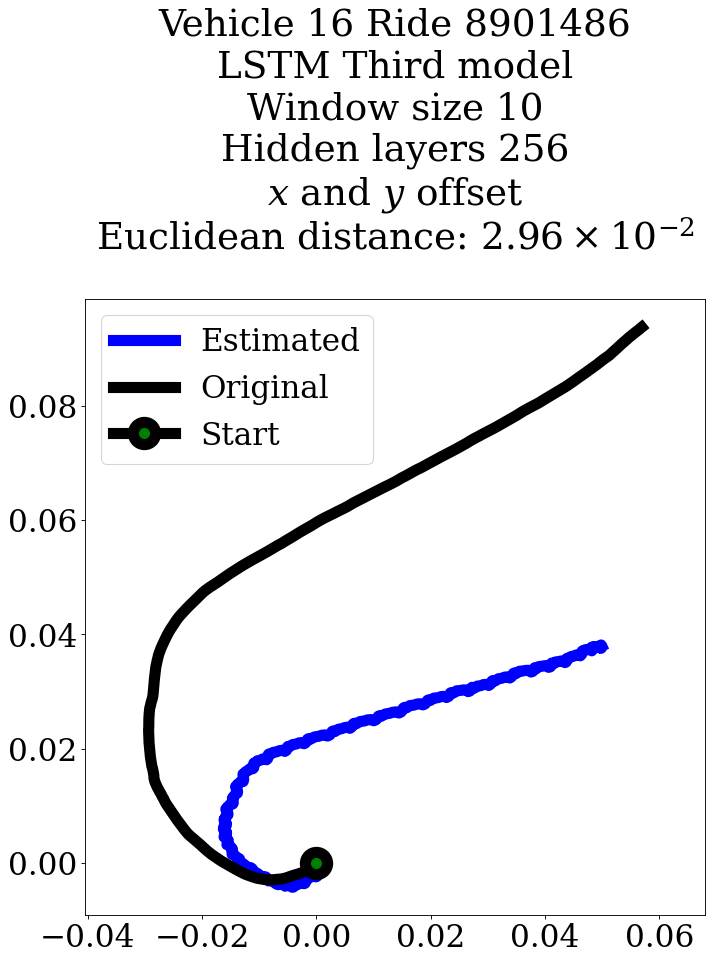 Vehicle 16 Ride 8901486
LSTM Third model
Window size 10
Hidden layers 256
x and y offset
Euclidean distance: 2.96 × 10⁻²
Estimated
Original
Start
0.08
0.06
0.04
0.02
0.00
−0.04 −0.02 0.00 0.02 0.04 0.06